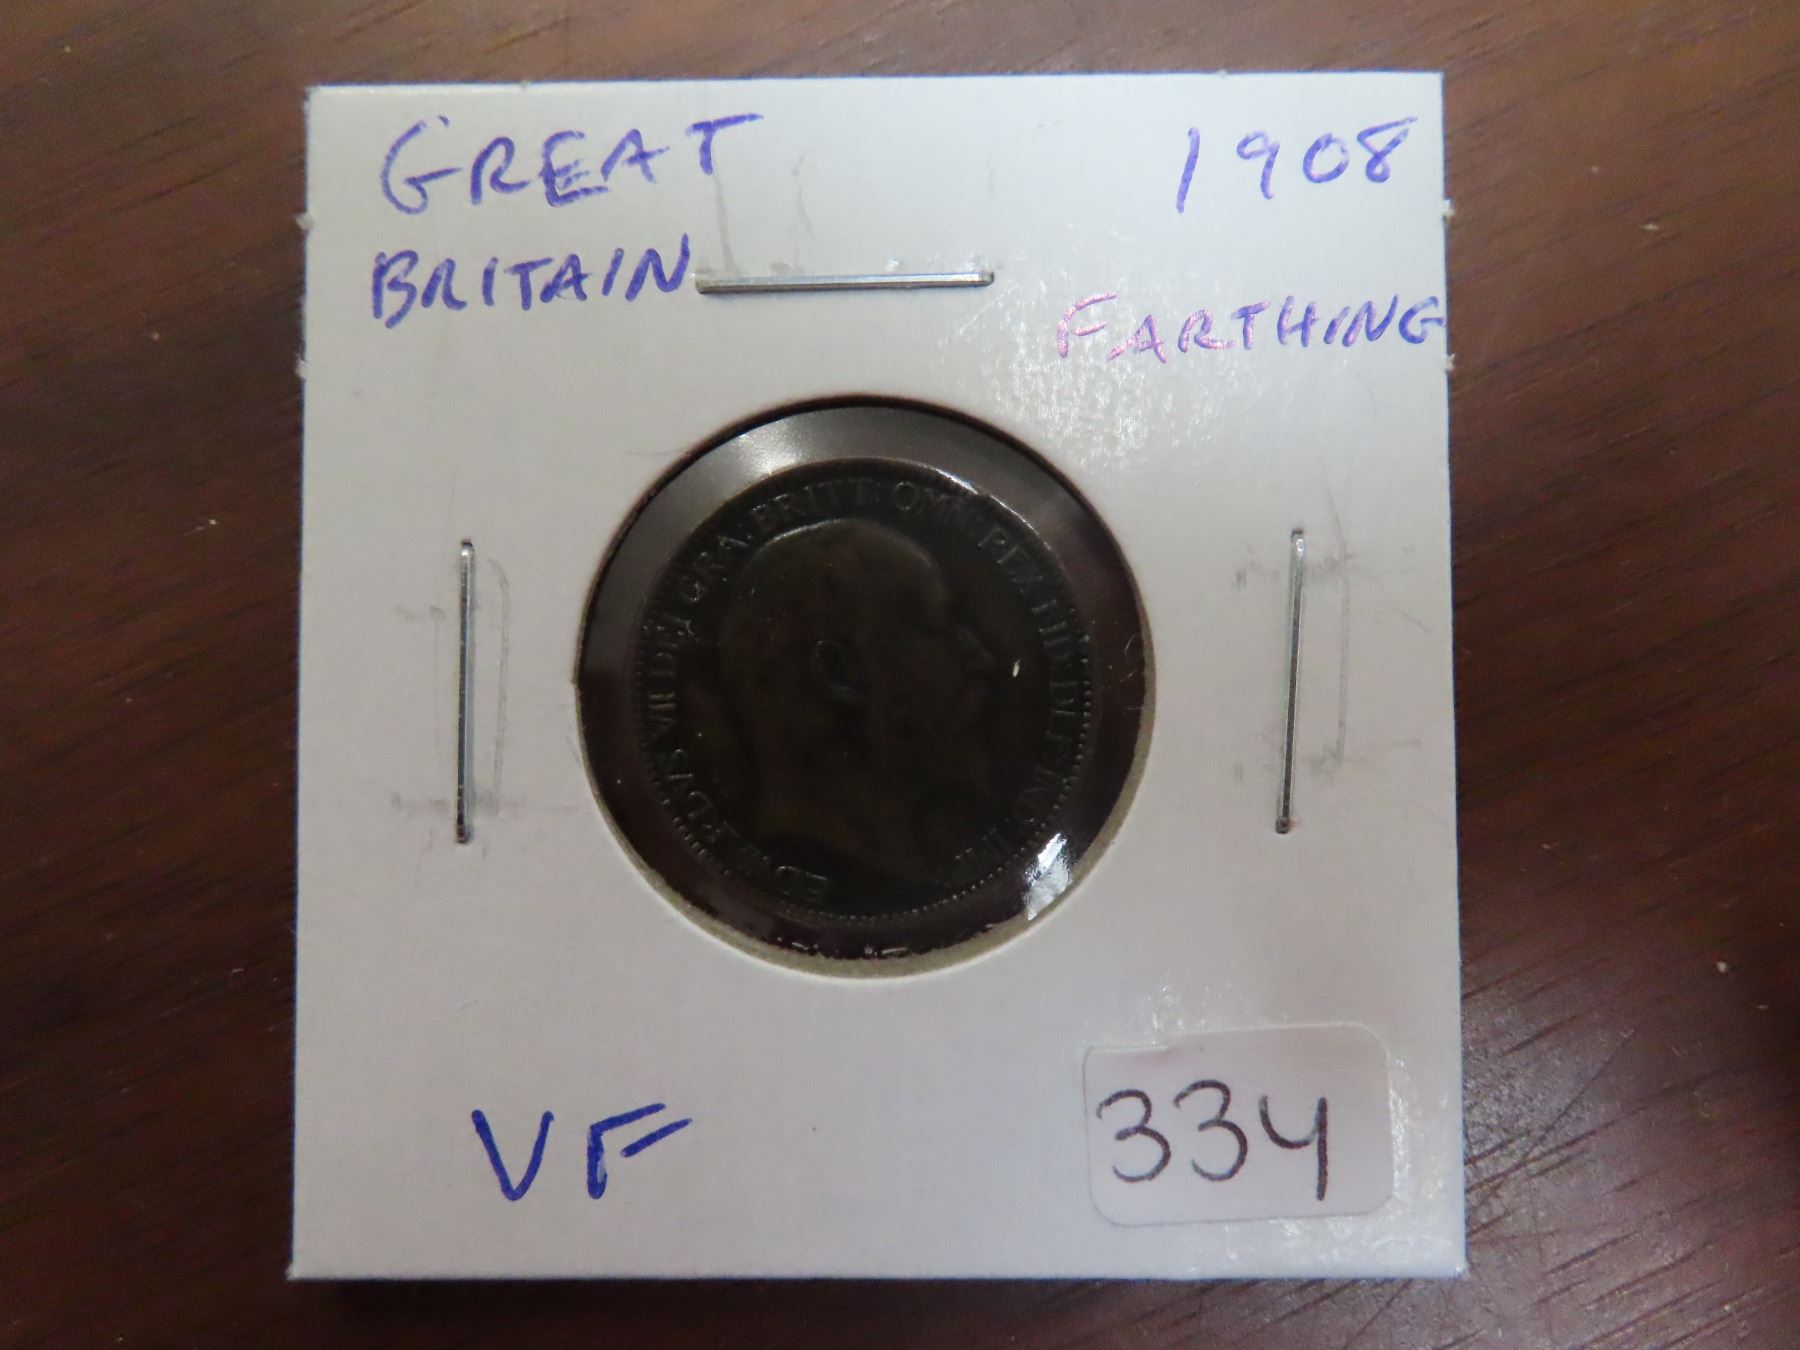 GREAT
BRITAIN
1908
FARTHING
EDWARDVS VII DEI GRA: BRITT: OMN: REX FID: DEF: IND: IMP:
VF
334